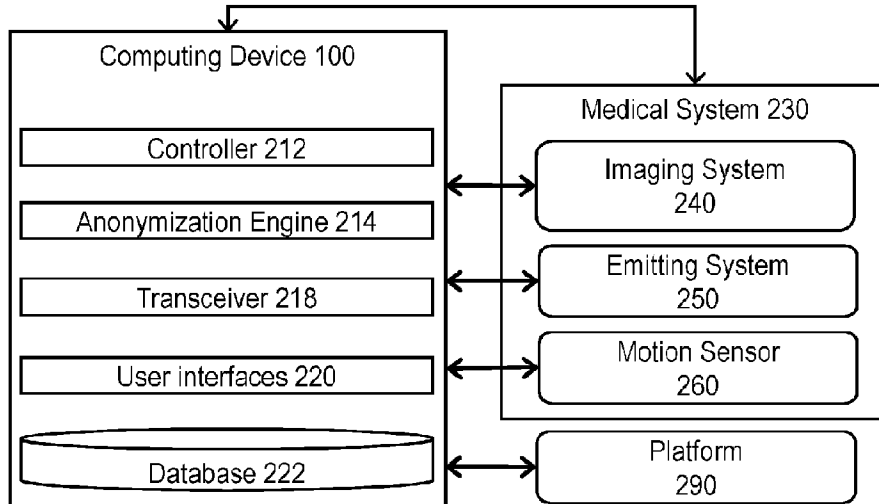 Computing Device 100
Controller 212
Anonymization Engine 214
Transceiver 218
User interfaces 220
Database 222
Medical System 230
Imaging System
240
Emitting System
250
Motion Sensor
260
Platform
290